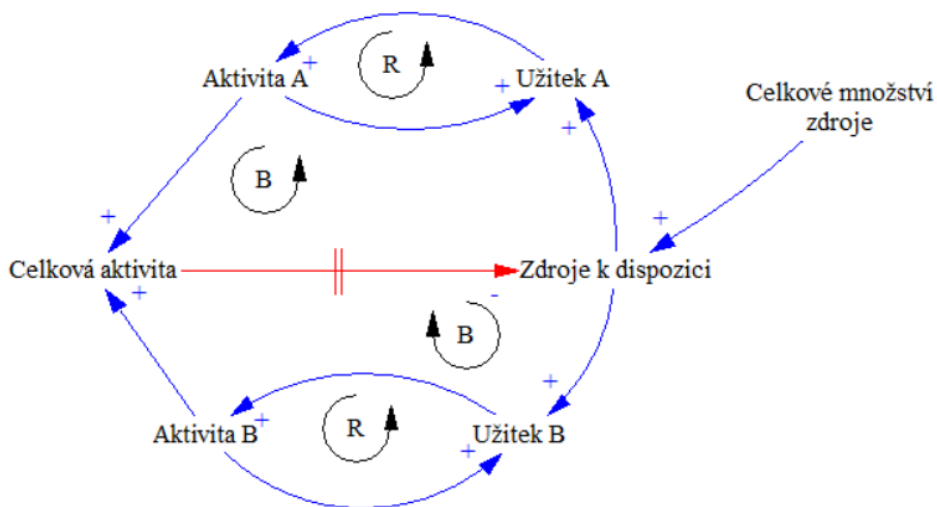 R
Aktivita A
+
+
Užitek A
Celkové množství
zdroje
+
B
+
+
Celková aktivita
Zdroje k dispozici
+
-
B
+
Aktivita B
+
R
+
Užitek B